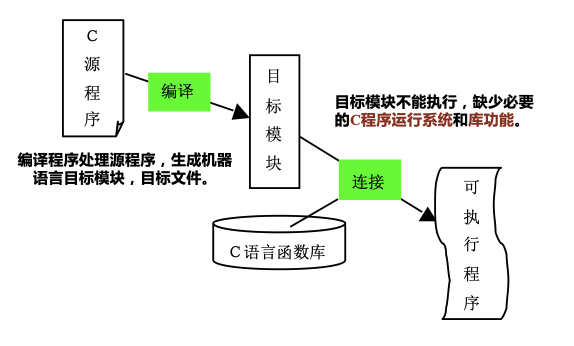 C源程序
编译
目标模块
目标模块不能执行，缺少必要
的C程序运行系统和库功能。
编译程序处理源程序，生成机器
语言目标模块，目标文件。
连接
C语言函数库
可执行程序